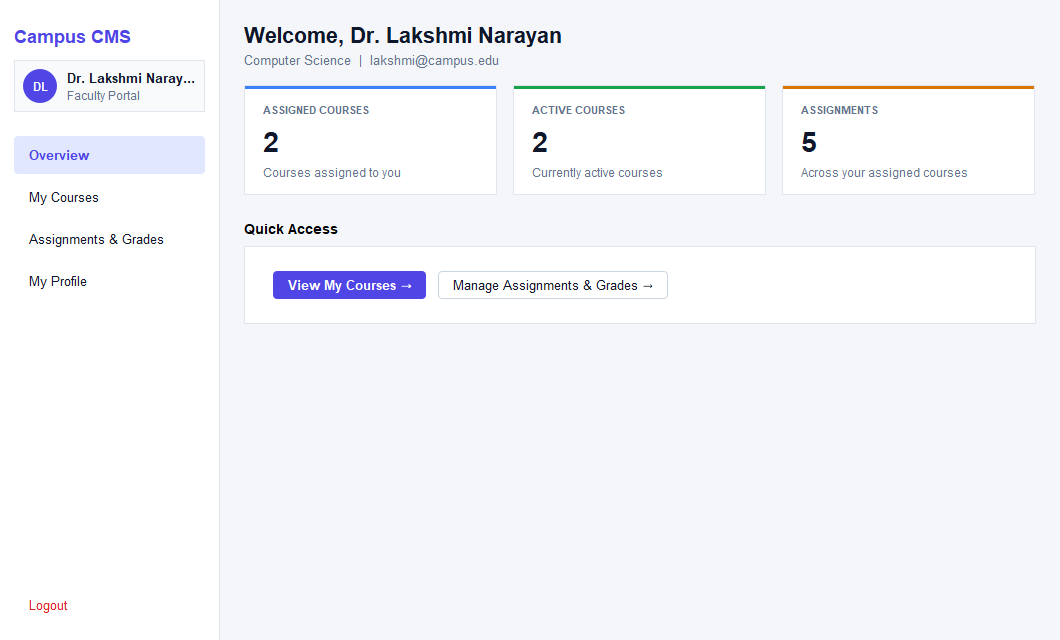 Campus CMS
DL
Dr. Lakshmi Naray...
Faculty Portal
Overview
My Courses
Assignments & Grades
My Profile
Logout
Welcome, Dr. Lakshmi Narayan
Computer Science | lakshmi@campus.edu
ASSIGNED COURSES
2
Courses assigned to you
ACTIVE COURSES
2
Currently active courses
ASSIGNMENTS
5
Across your assigned courses
Quick Access
View My Courses →
Manage Assignments & Grades →